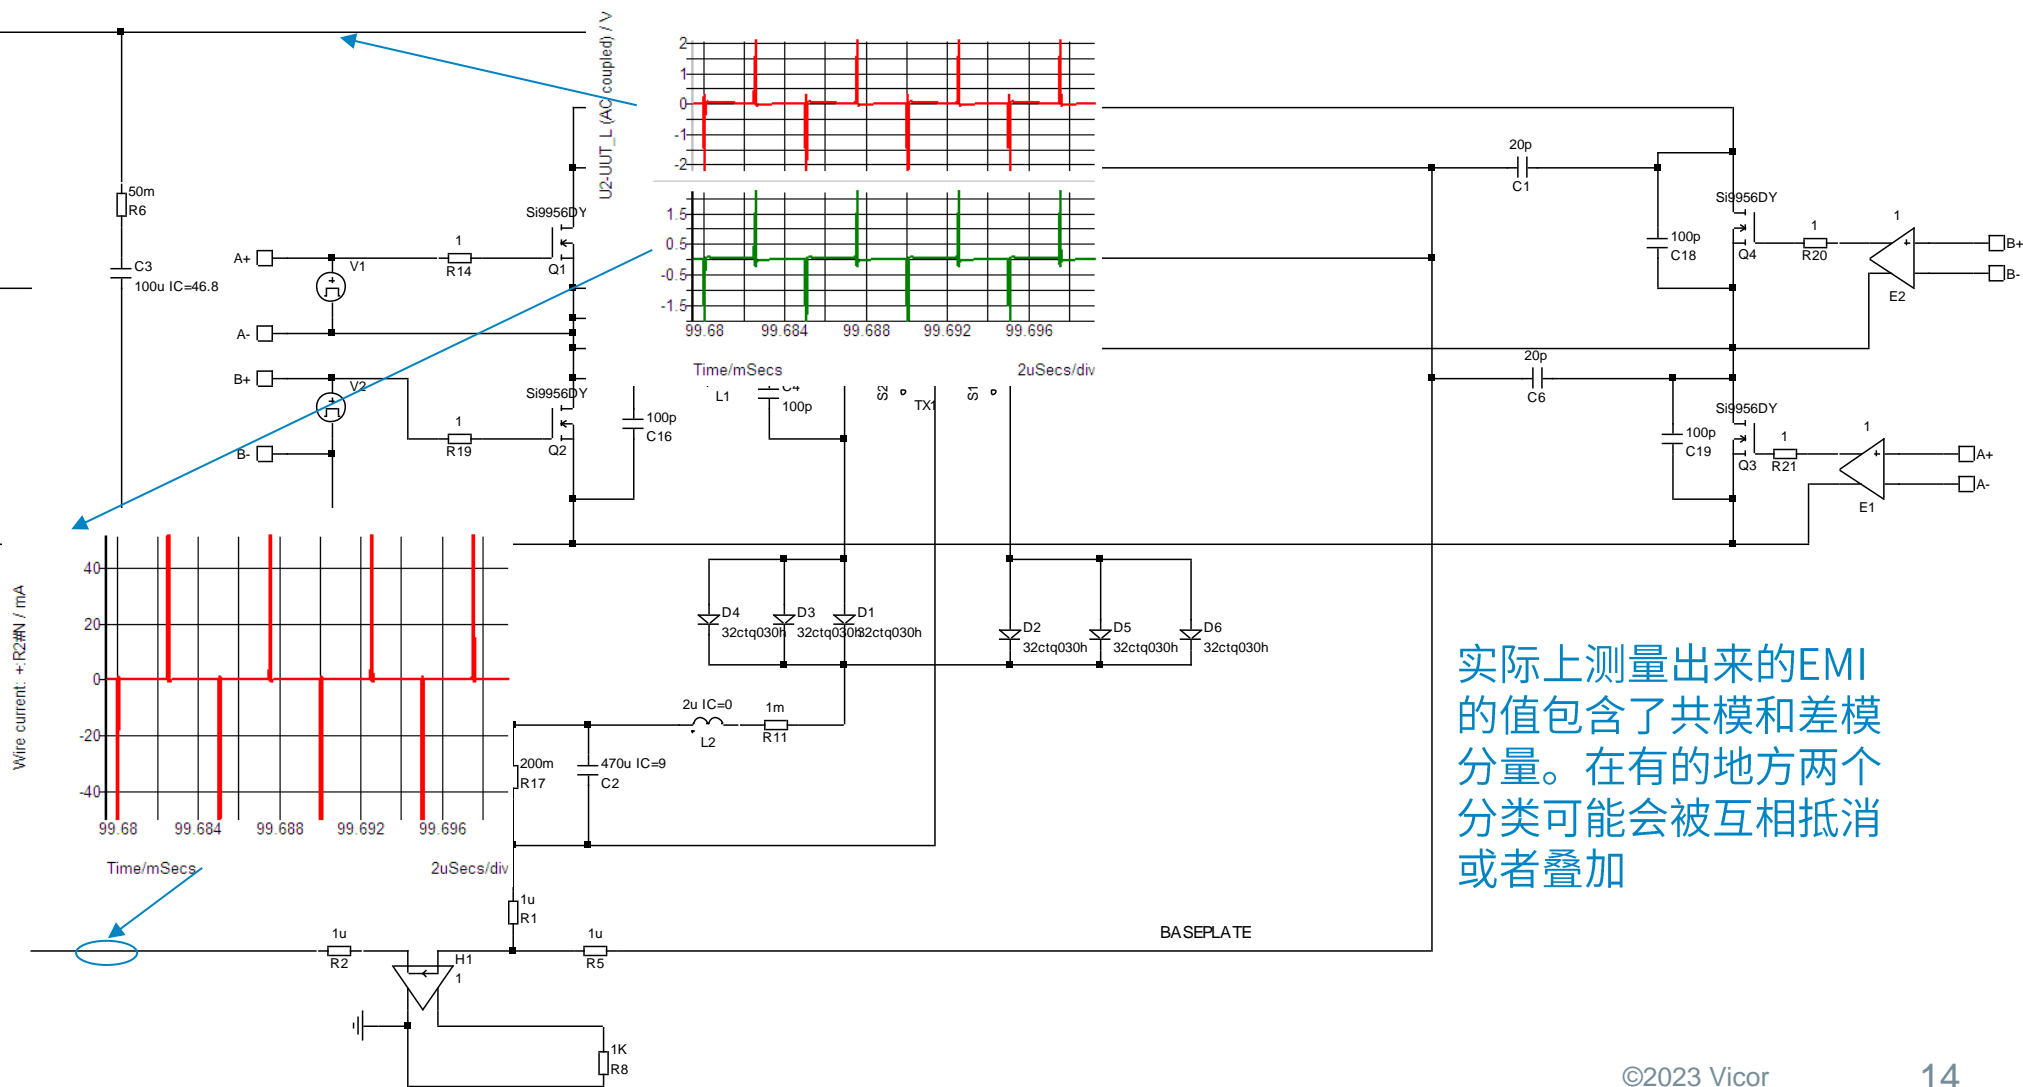 U2-UUT_L (AC coupled) / V
2
1
0
-1
-2
1.5
0.5
-0.5
-1.5
99.68 99.684 99.688 99.692 99.696
Time/mSecs 2uSecs/div
50m
R6
C3
100u IC=46.8
A+
V1
A-
B+
V2
B-
1
R14
1
R19
Si9956DY
Q1
Si9956DY
Q2
100p
C16
L1
C4
100p
S2
TX1
S1
20p
C1
Si9956DY
100p
C18
Q4
1
R20
1
E2
B+
B-
20p
C6
Si9956DY
100p
C19
Q3
1
R21
1
E1
A+
A-
Wire current: +:R2#N / mA
40
20
0
-20
-40
99.68 99.684 99.688 99.692 99.696
Time/mSecs 2uSecs/div
D4
32ctq030h
D3
32ctq030h
D1
32ctq030h
D2
32ctq030h
D5
32ctq030h
D6
32ctq030h
2u IC=0
L2
1m
R11
200m
R17
470u IC=9
C2
1u
R1
1u
R2
1u
R5
H1
1
1K
R8
BASEPLATE
实际上测量出来的EMI
的值包含了共模和差模
分量。在有的地方两个
分类可能会被互相抵消
或者叠加
©2023 Vicor 14